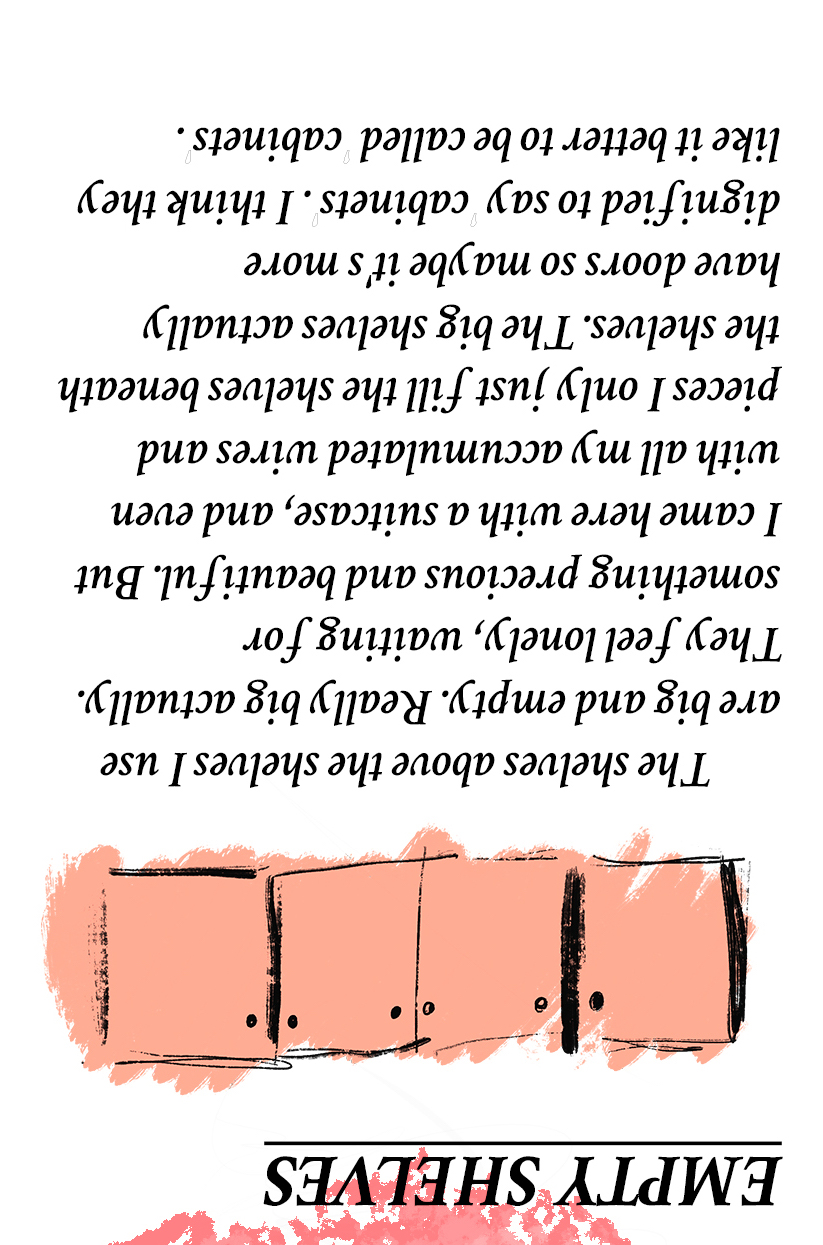 EMPTY SHELVES
The shelves above the shelves I use
are big and empty. Really big actually.
They feel lonely, waiting for
something precious and beautiful. But
I came here with a suitcase, and even
with all my accumulated wires and
pieces I only just fill the shelves beneath
the shelves. The big shelves actually
have doors so maybe it's more
dignified to say 'cabinets'. I think they
like it better to be called 'cabinets'.